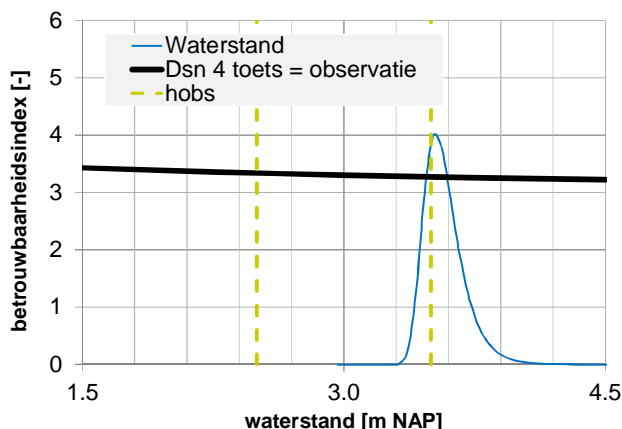 6
5
4
3
2
1
0
betrouwbaarheidsindex [-]
Waterstand
Dsn 4 toets = observatie
hobs
1.5 3.0 4.5
waterstand [m NAP]